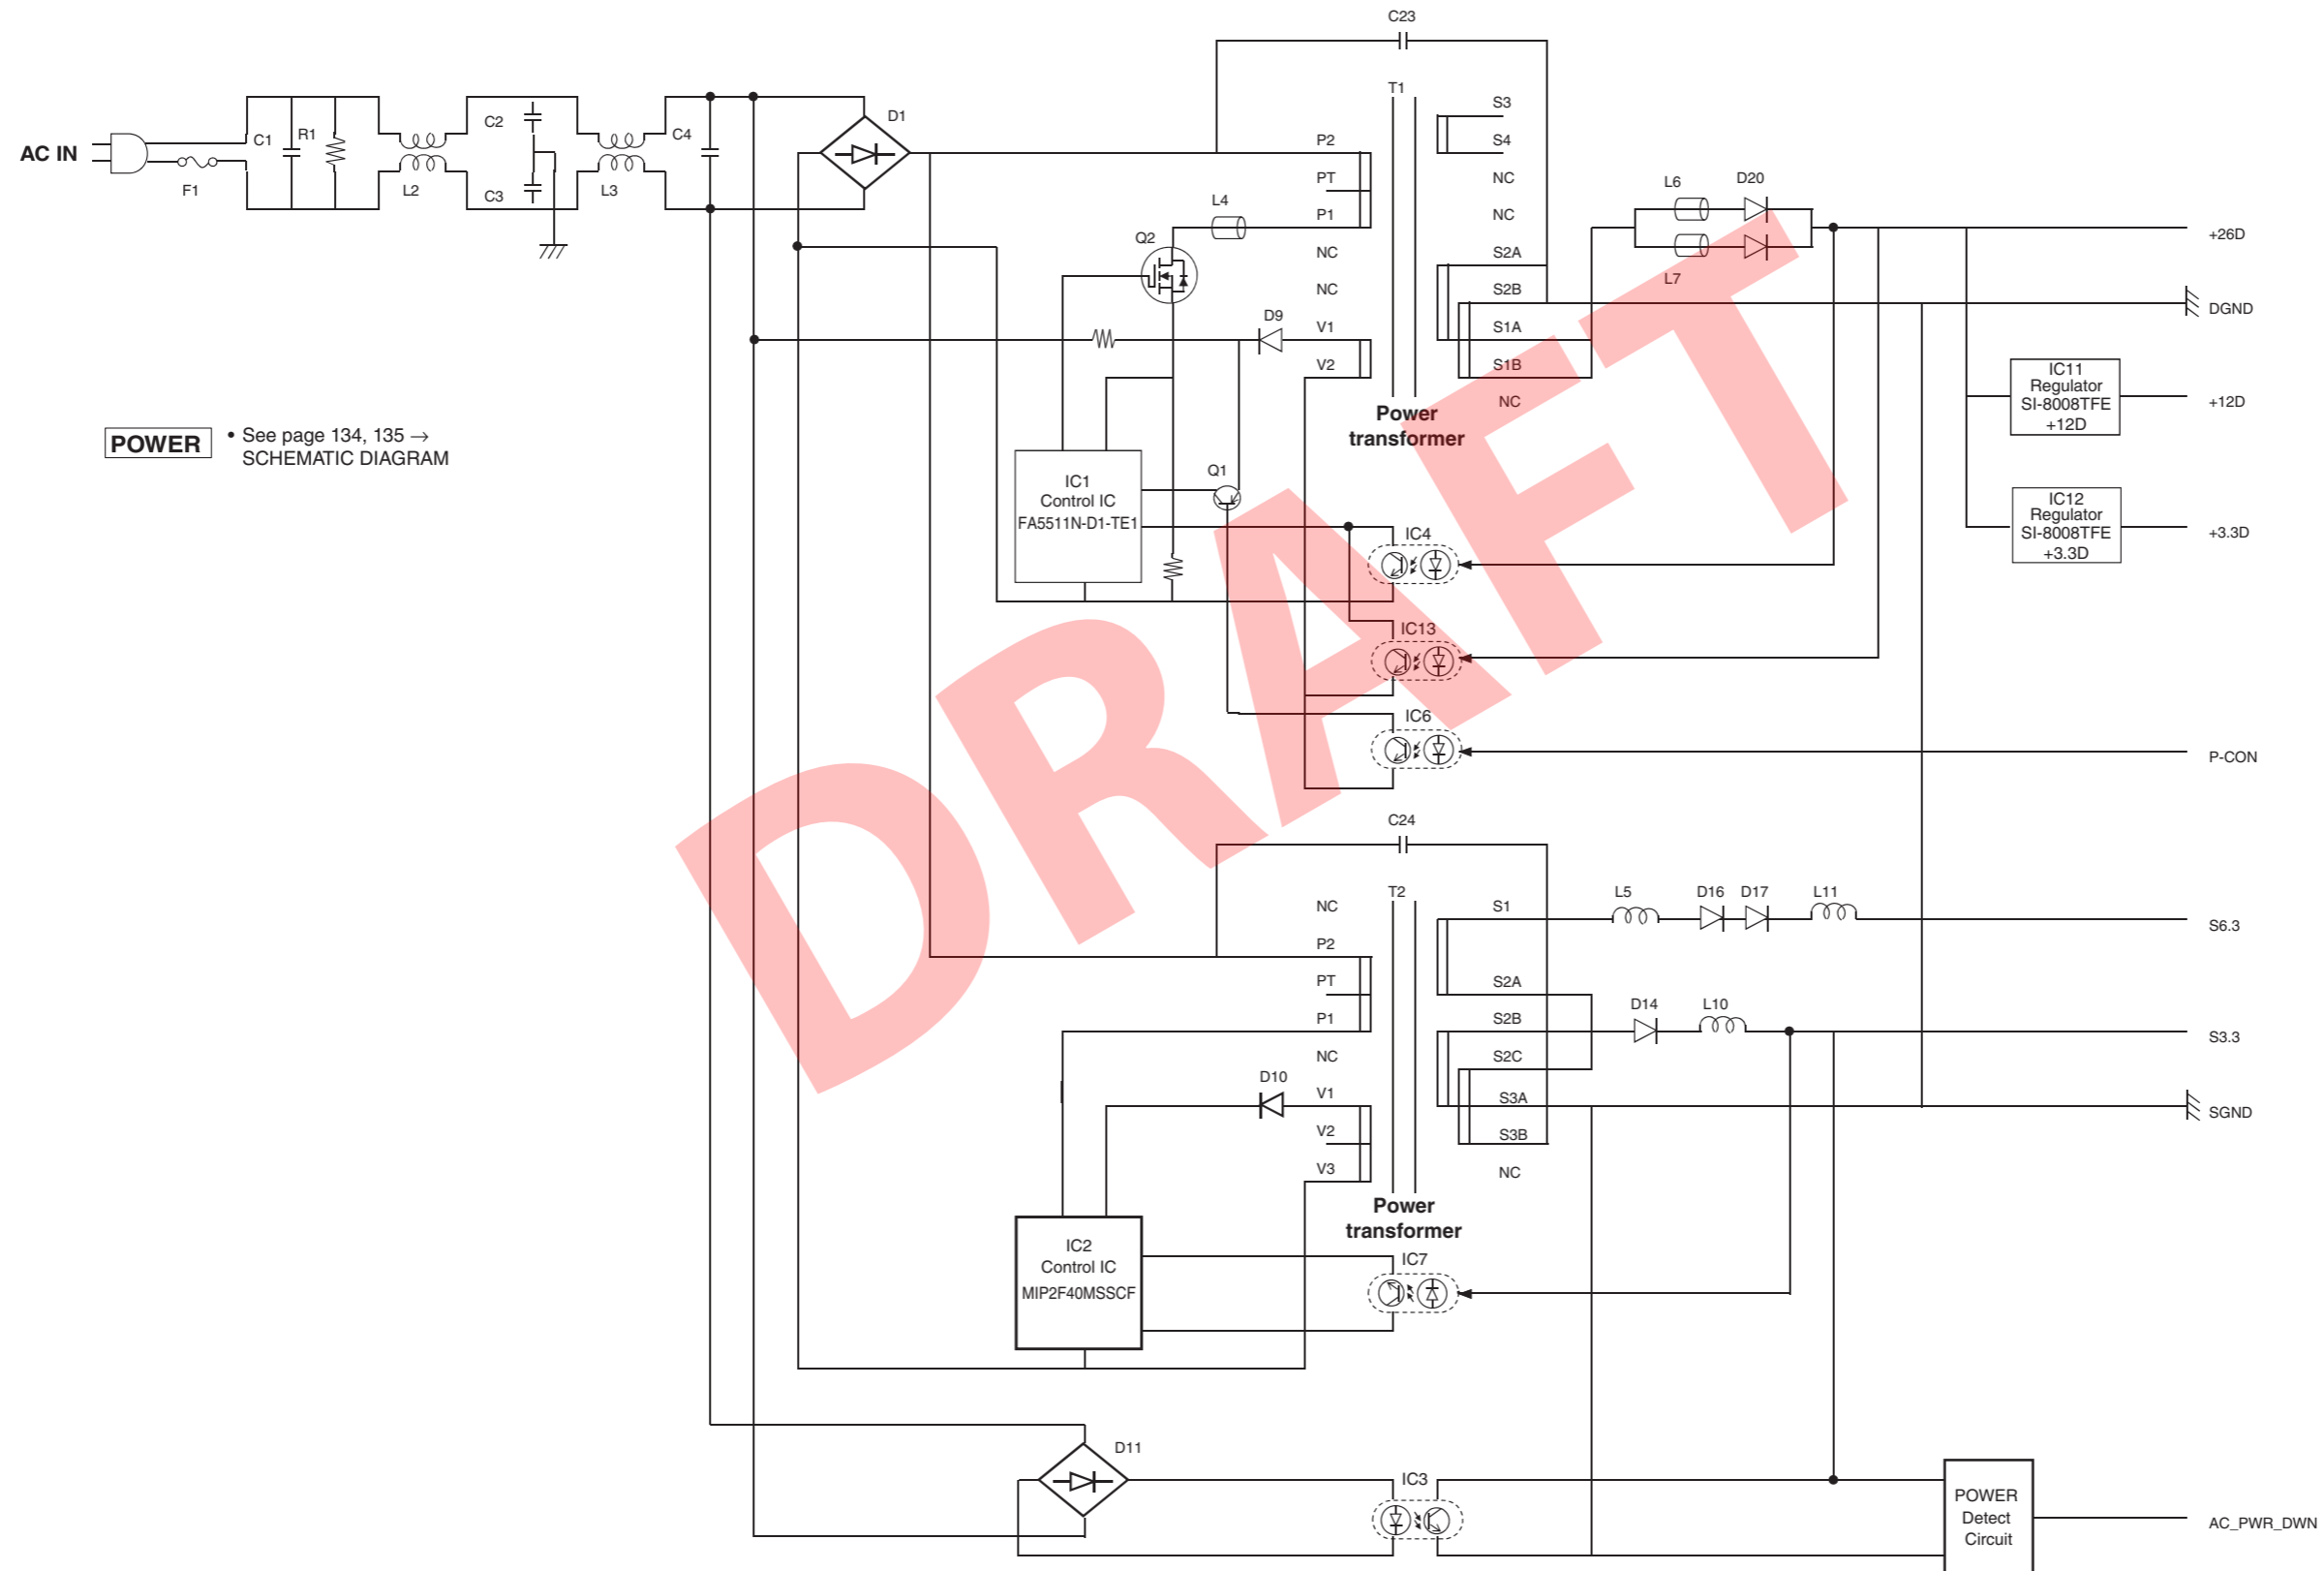 C23
T1
S3
D1
C2
C4
R1
C1
P2
S4
AC IN
PT
NC
L6
D20
F1
L2
C3
L3
P1
NC
L4
Q2
+26D
NC
S2A
L7
NC
S2B
DGND
D9
V1
S1A
V2
S1B
IC11
Regulator
SI-8008TFE
+12D
+12D
NC
Power
transformer
POWER
• See page 134, 135 →
SCHEMATIC DIAGRAM
Q1
IC1
Control IC
FA5511N-D1-TE1
IC12
Regulator
SI-8008TFE
+3.3D
+3.3D
IC4
IC13
IC6
P-CON
DRAFT
C24
T2
NC
S1
L5
D16
D17
L11
S6.3
P2
PT
S2A
P1
S2B
D14
L10
S3.3
NC
S2C
D10
V1
S3A
SGND
V2
S3B
V3
NC
Power
transformer
IC2
Control IC
MIP2F40MSSCF
IC7
D11
IC3
POWER
Detect
Circuit
AC_PWR_DWN